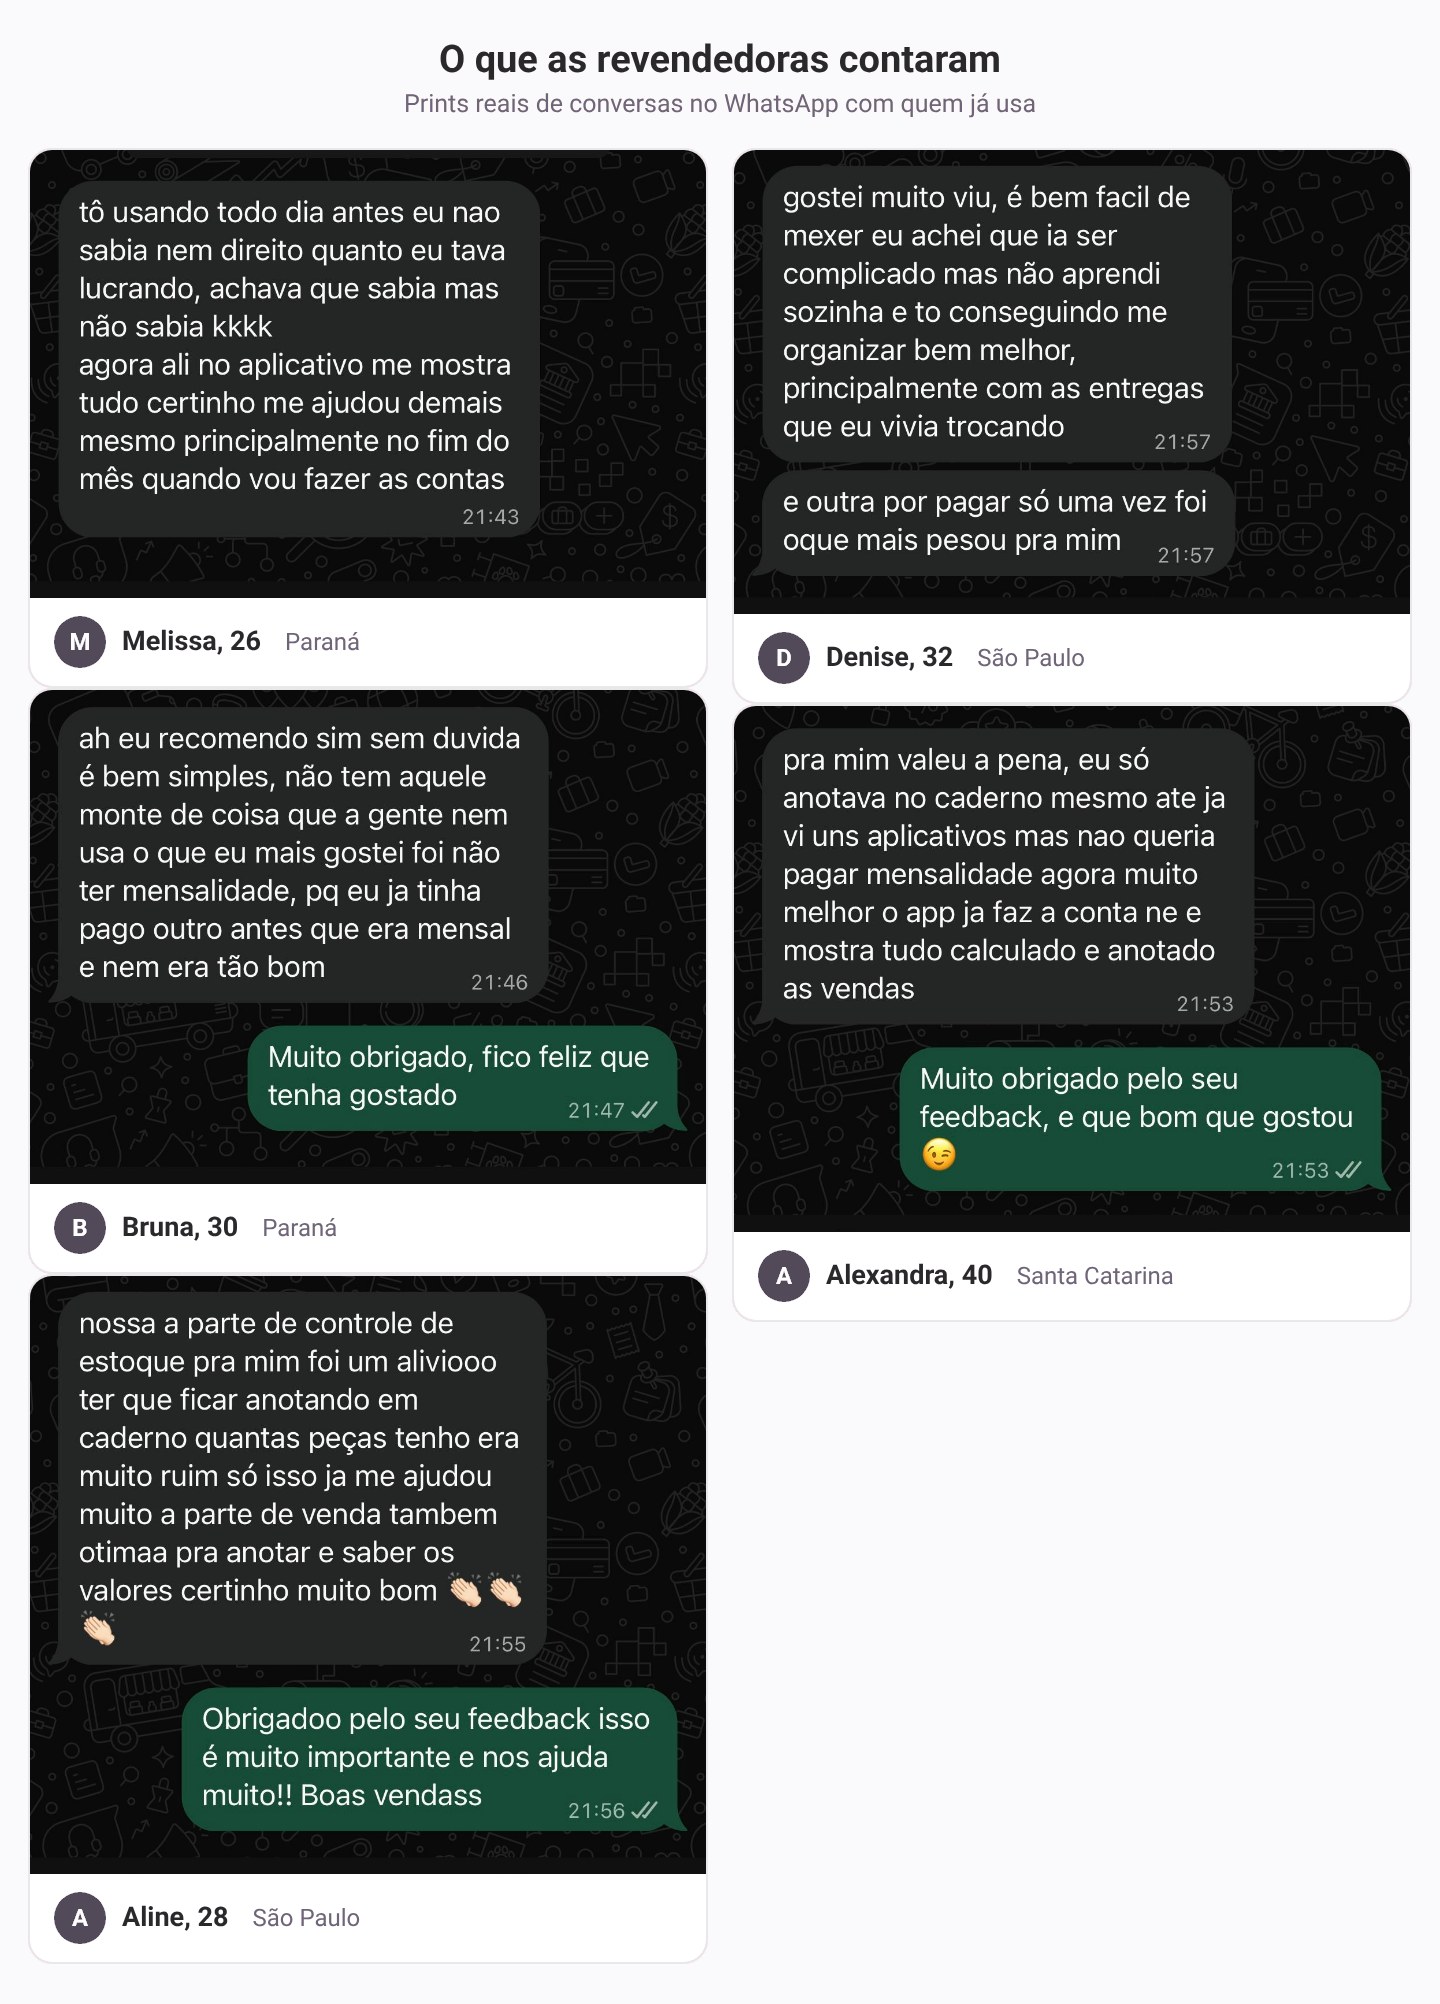 O que as revendedoras contaram
Prints reais de conversas no WhatsApp com quem já usa
tô usando todo dia antes eu nao
sabia nem direito quanto eu tava
lucrando, achava que sabia mas
não sabia kkkk
agora ali no aplicativo me mostra
tudo certinho me ajudou demais
mesmo principalmente no fim do
mês quando vou fazer as contas
21:43
M
Melissa, 26 Paraná
ah eu recomendo sim sem duvida
é bem simples, não tem aquele
monte de coisa que a gente nem
usa o que eu mais gostei foi não
ter mensalidade, pq eu ja tinha
pago outro antes que era mensal
e nem era tão bom
21:46
Muito obrigado, fico feliz que
tenha gostado
21:47
B
Bruna, 30 Paraná
nossa a parte de controle de
estoque pra mim foi um aliviooo
ter que ficar anotando em
caderno quantas peças tenho era
muito ruim só isso ja me ajudou
muito a parte de venda tambem
otimaa pra anotar e saber os
valores certinho muito bom 👏🏻👏🏻
👏🏻
21:55
Obrigadoo pelo seu feedback isso
é muito importante e nos ajuda
muito!! Boas vendass
21:56
A
Aline, 28 São Paulo
gostei muito viu, é bem facil de
mexer eu achei que ia ser
complicado mas não aprendi
sozinha e to conseguindo me
organizar bem melhor,
principalmente com as entregas
que eu vivia trocando
21:57
e outra por pagar só uma vez foi
oque mais pesou pra mim
21:57
D
Denise, 32 São Paulo
pra mim valeu a pena, eu só
anotava no caderno mesmo ate ja
vi uns aplicativos mas nao queria
pagar mensalidade agora muito
melhor o app ja faz a conta ne e
mostra tudo calculado e anotado
as vendas
21:53
Muito obrigado pelo seu
feedback, e que bom que gostou
😉
21:53
A
Alexandra, 40 Santa Catarina